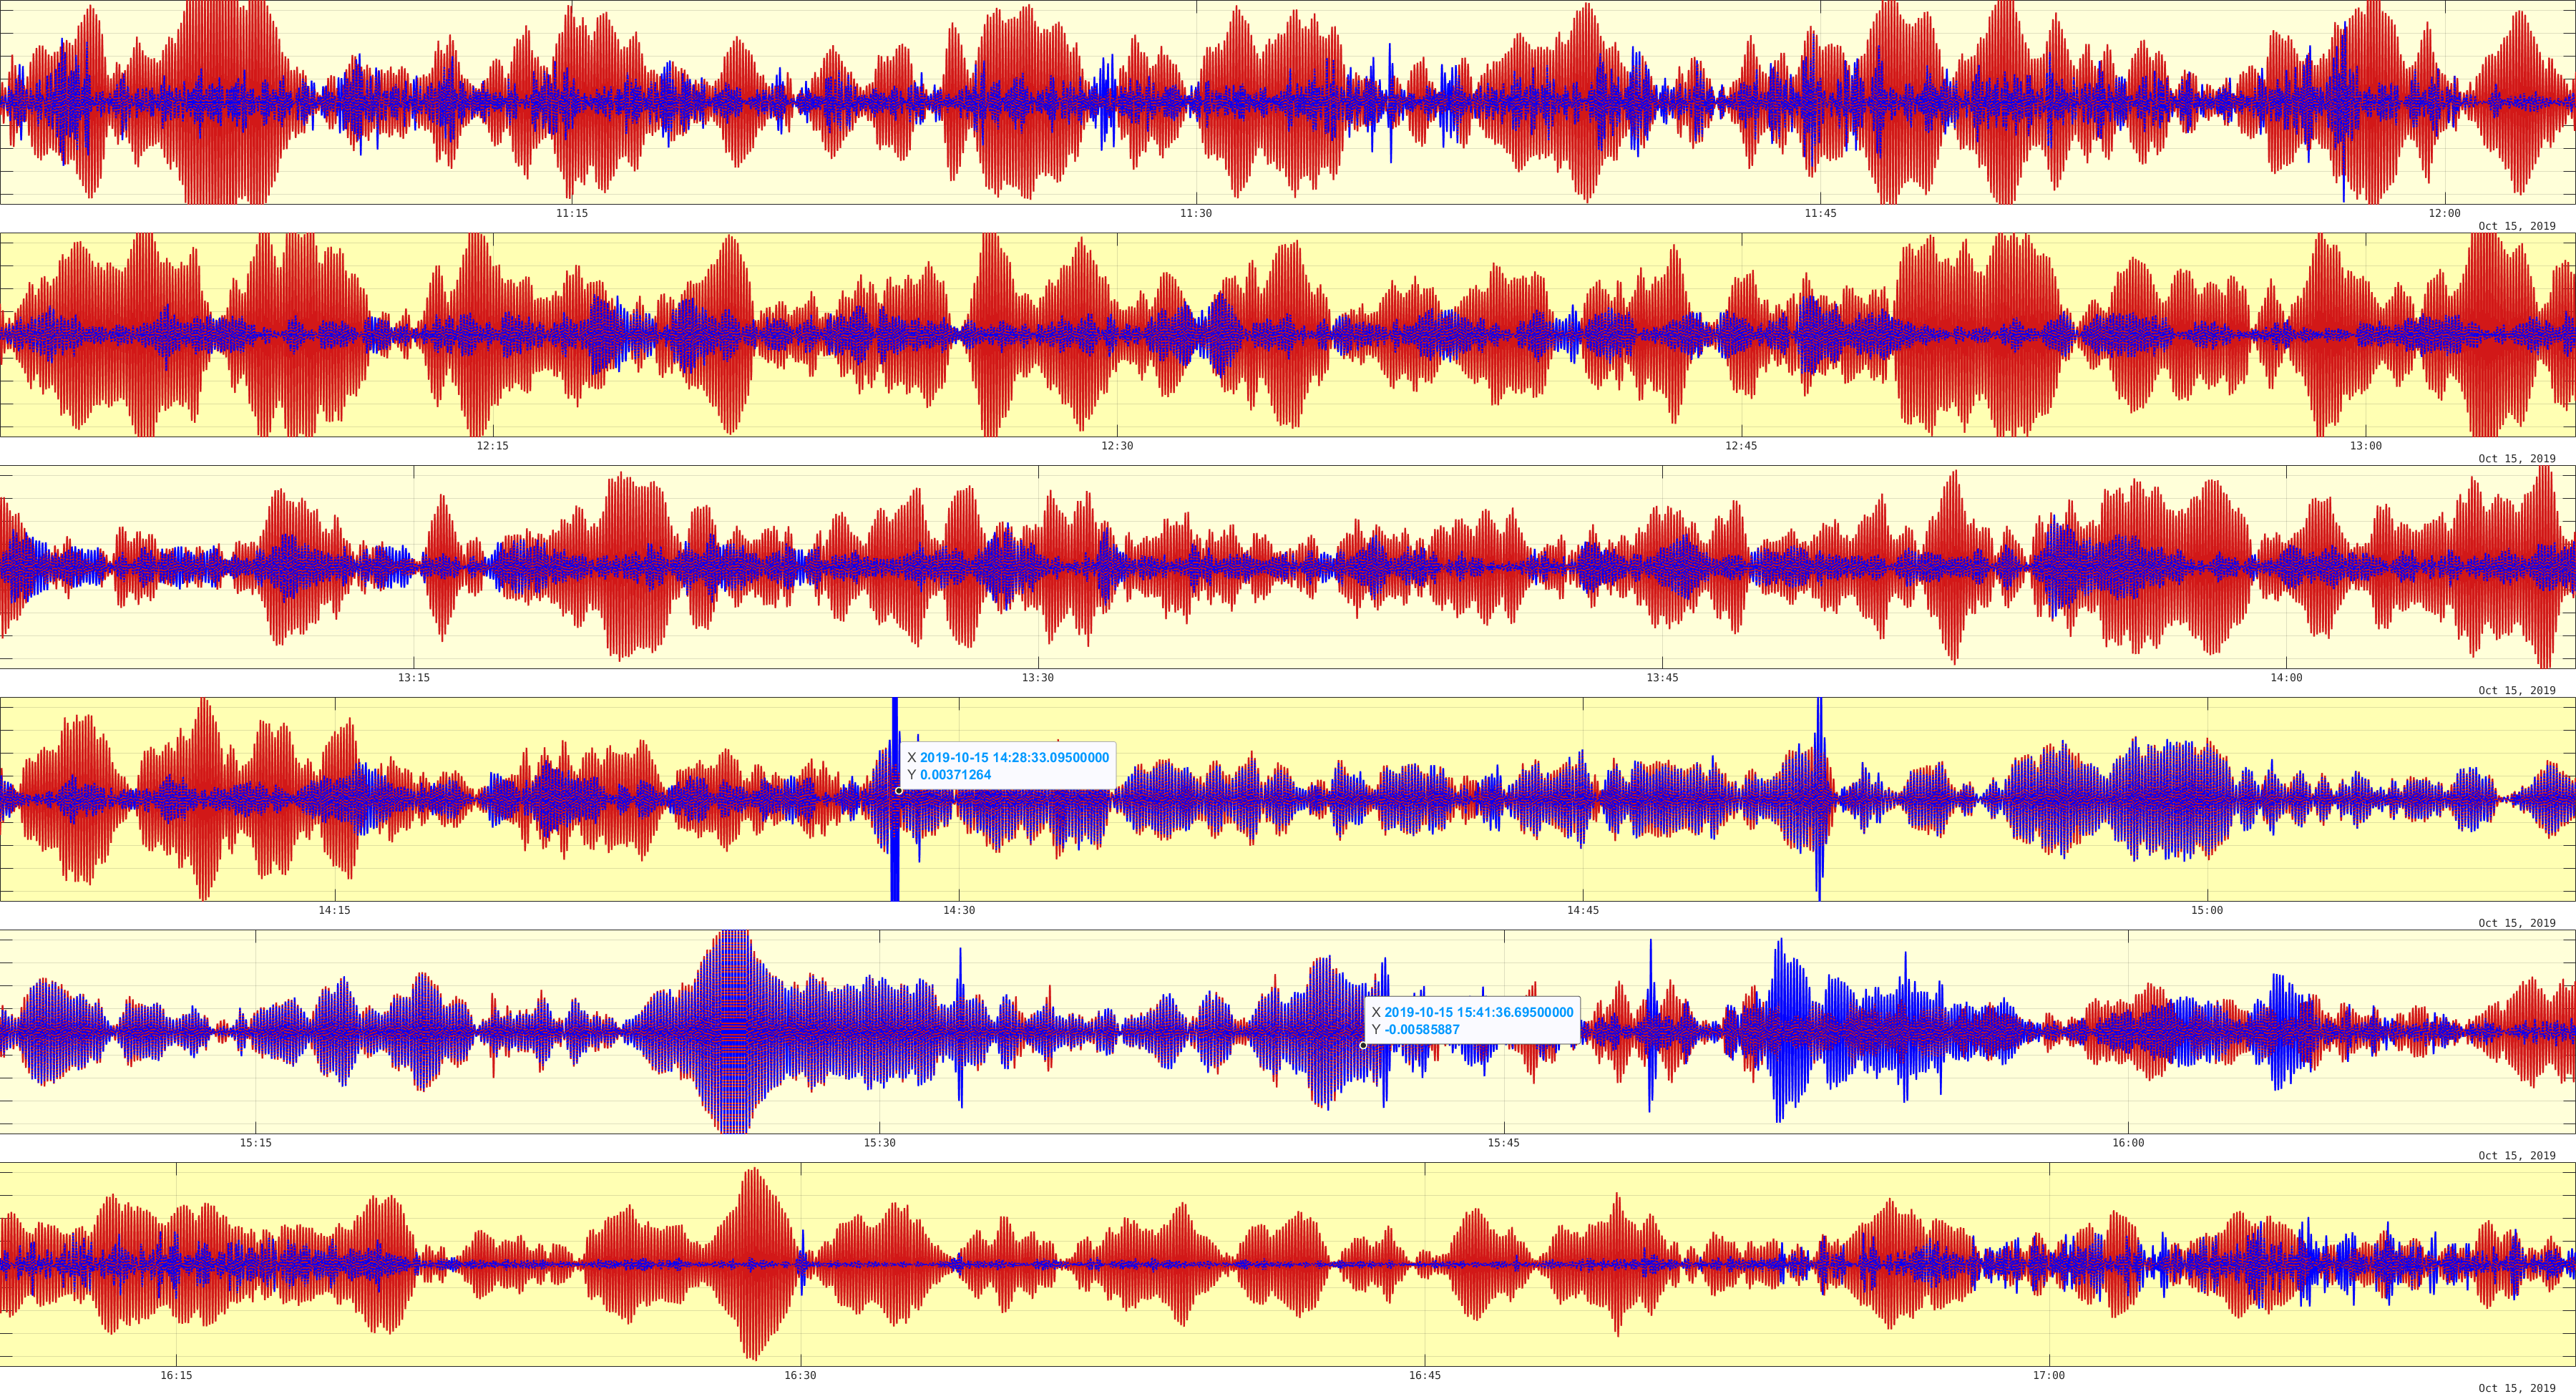 11:15 11:30 11:45 12:00
Oct 15, 2019
12:15 12:30 12:45 13:00
Oct 15, 2019
13:15 13:30 13:45 14:00
Oct 15, 2019
X 2019-10-15 14:28:33.09500000
Y 0.00371264
14:15 14:30 14:45 15:00
Oct 15, 2019
X 2019-10-15 15:41:36.69500000
Y -0.00585887
15:15 15:30 15:45 16:00
Oct 15, 2019
16:15 16:30 16:45 17:00
Oct 15, 2019